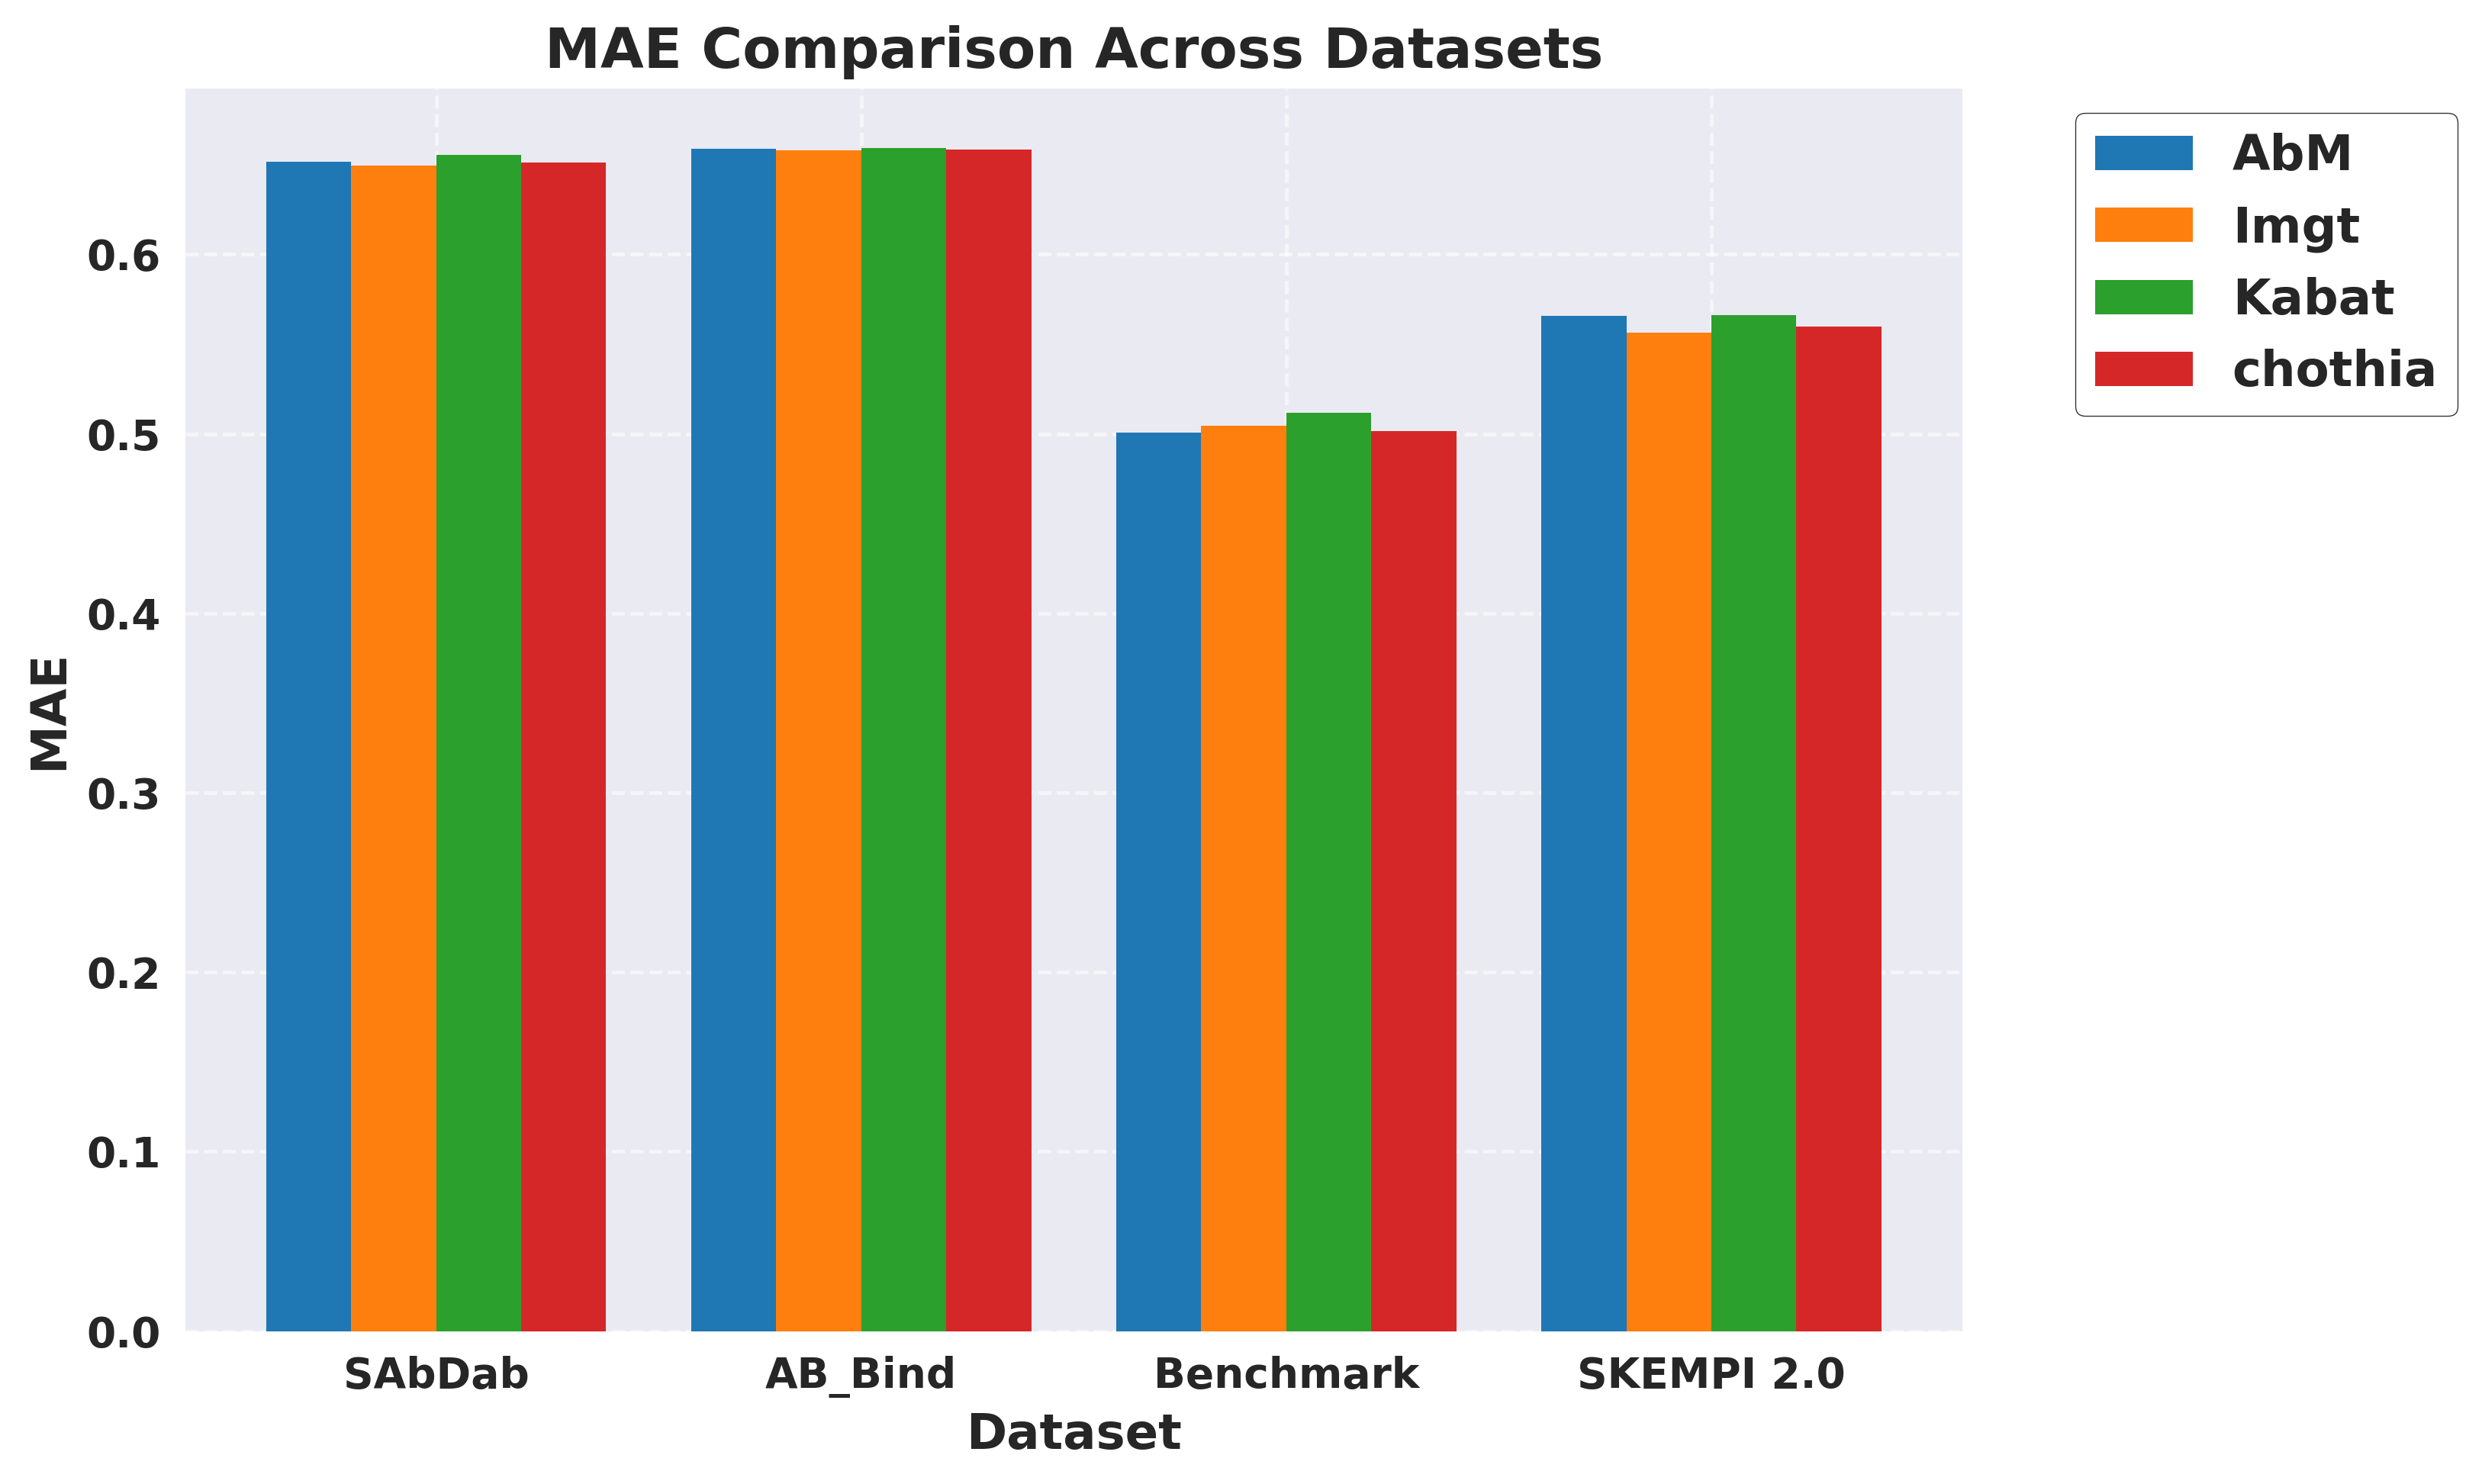 MAE Comparison Across Datasets
AbM
Imgt
Kabat
chothia
MAE
0.6
0.5
0.4
0.3
0.2
0.1
0.0
SAbDab AB_Bind Benchmark SKEMPI 2.0
Dataset